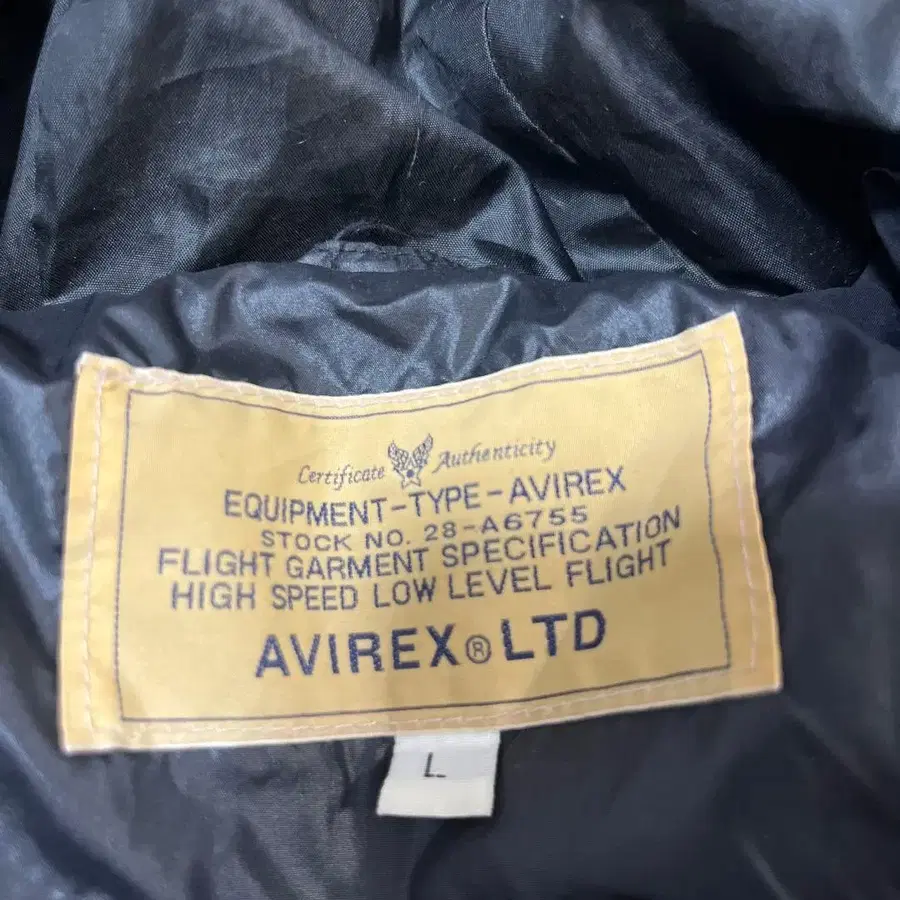 Certificate Authenticity
EQUIPMENT-TYPE-AVIREX
STOCK NO. 28-A6755
FLIGHT GARMENT SPECIFICATION
HIGH SPEED LOW LEVEL FLIGHT
AVIREX® LTD
L